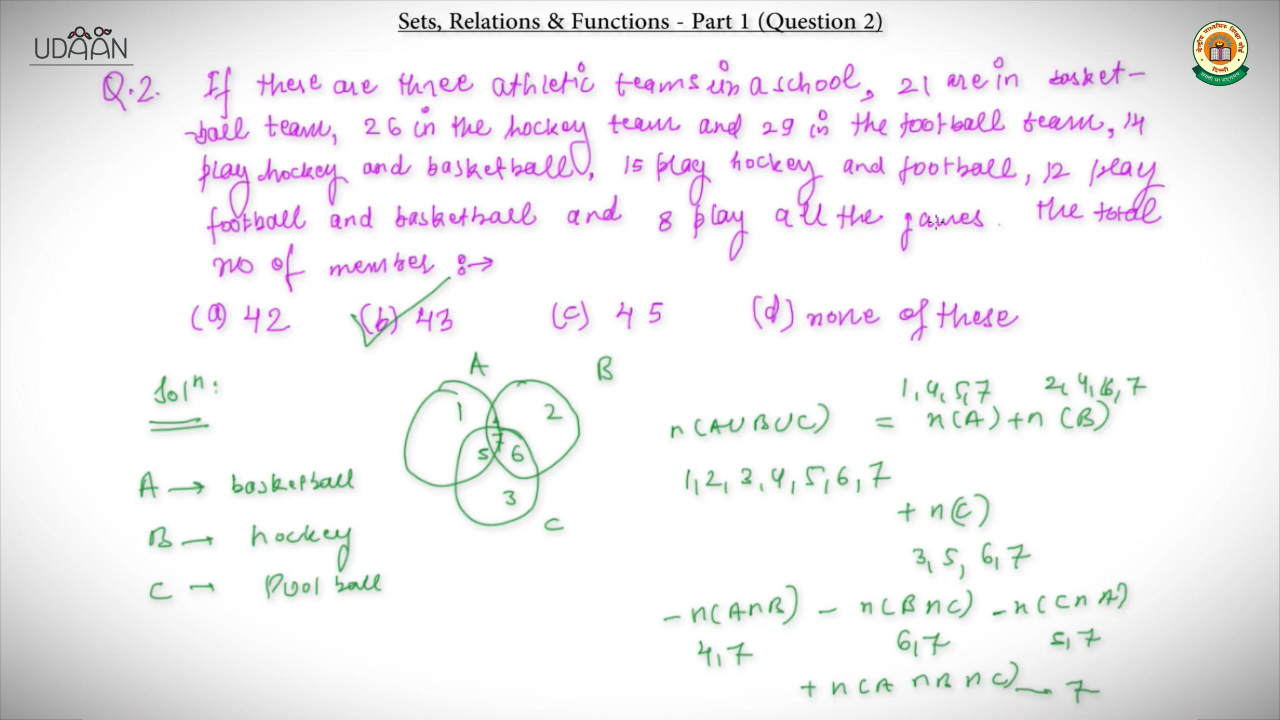 Sets, Relations & Functions - Part 1 (Question 2)
UDAAN
Q.2. If there are three athletic teams in a school, 21 are in basket-
-ball team, 26 in the hockey team and 29 in the football team, 14
play hockey and basketball, 15 play hockey and football, 12 play
football and basketball and 8 play all the games. The total
no of member :→
(a) 42 (b) 43 (c) 45 (d) none of these
Solⁿ:
A B
1 2
7
5 6
3
C
A → basketball
B → hockey
C → football
1,4,5,7 2,4,6,7
n(A∪B∪C) = n(A)+n(B)
1,2,3,4,5,6,7
+ n(C)
3,5,6,7
-n(A∩B) - n(B∩C) -n(C∩A)
4,7 6,7 5,7
+ n(A∩B∩C) → 7